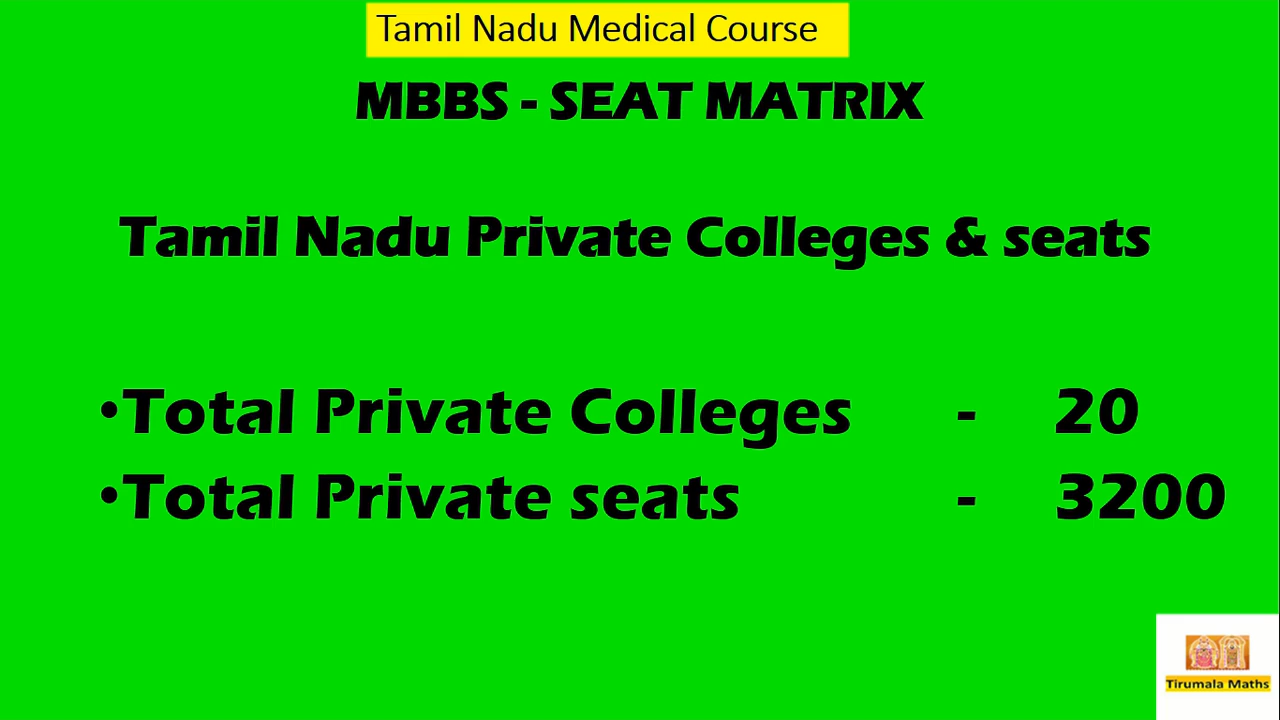 Tamil Nadu Medical Course
MBBS - SEAT MATRIX
Tamil Nadu Private Colleges & seats
•Total Private Colleges - 20
•Total Private seats - 3200
Tirumala Maths